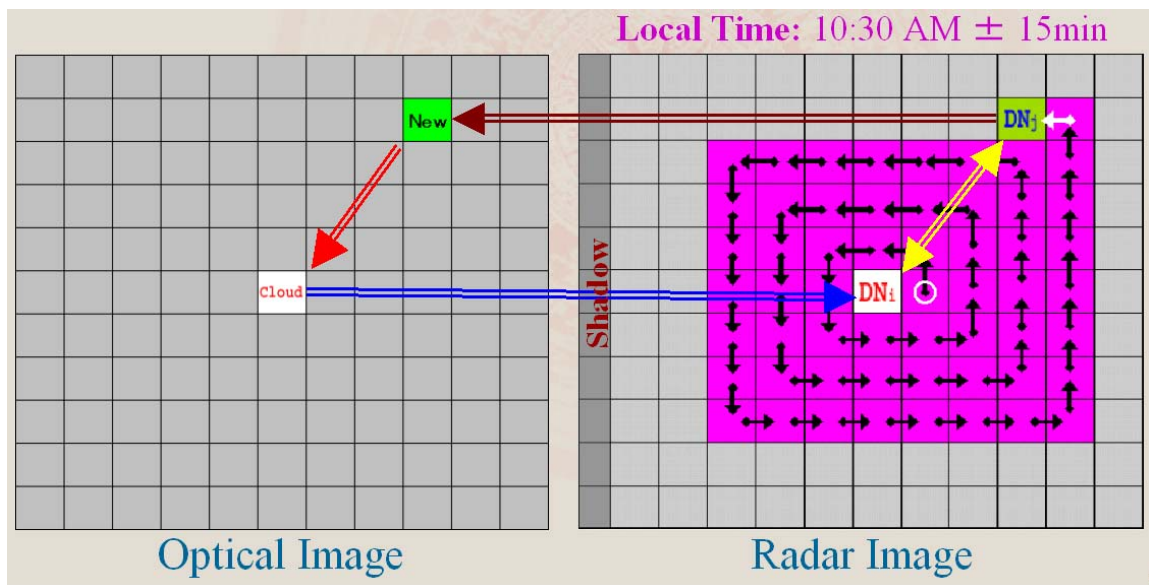 Local Time: 10:30 AM ± 15min
New
DNj
Cloud
Shadow
DNi
Optical Image
Radar Image